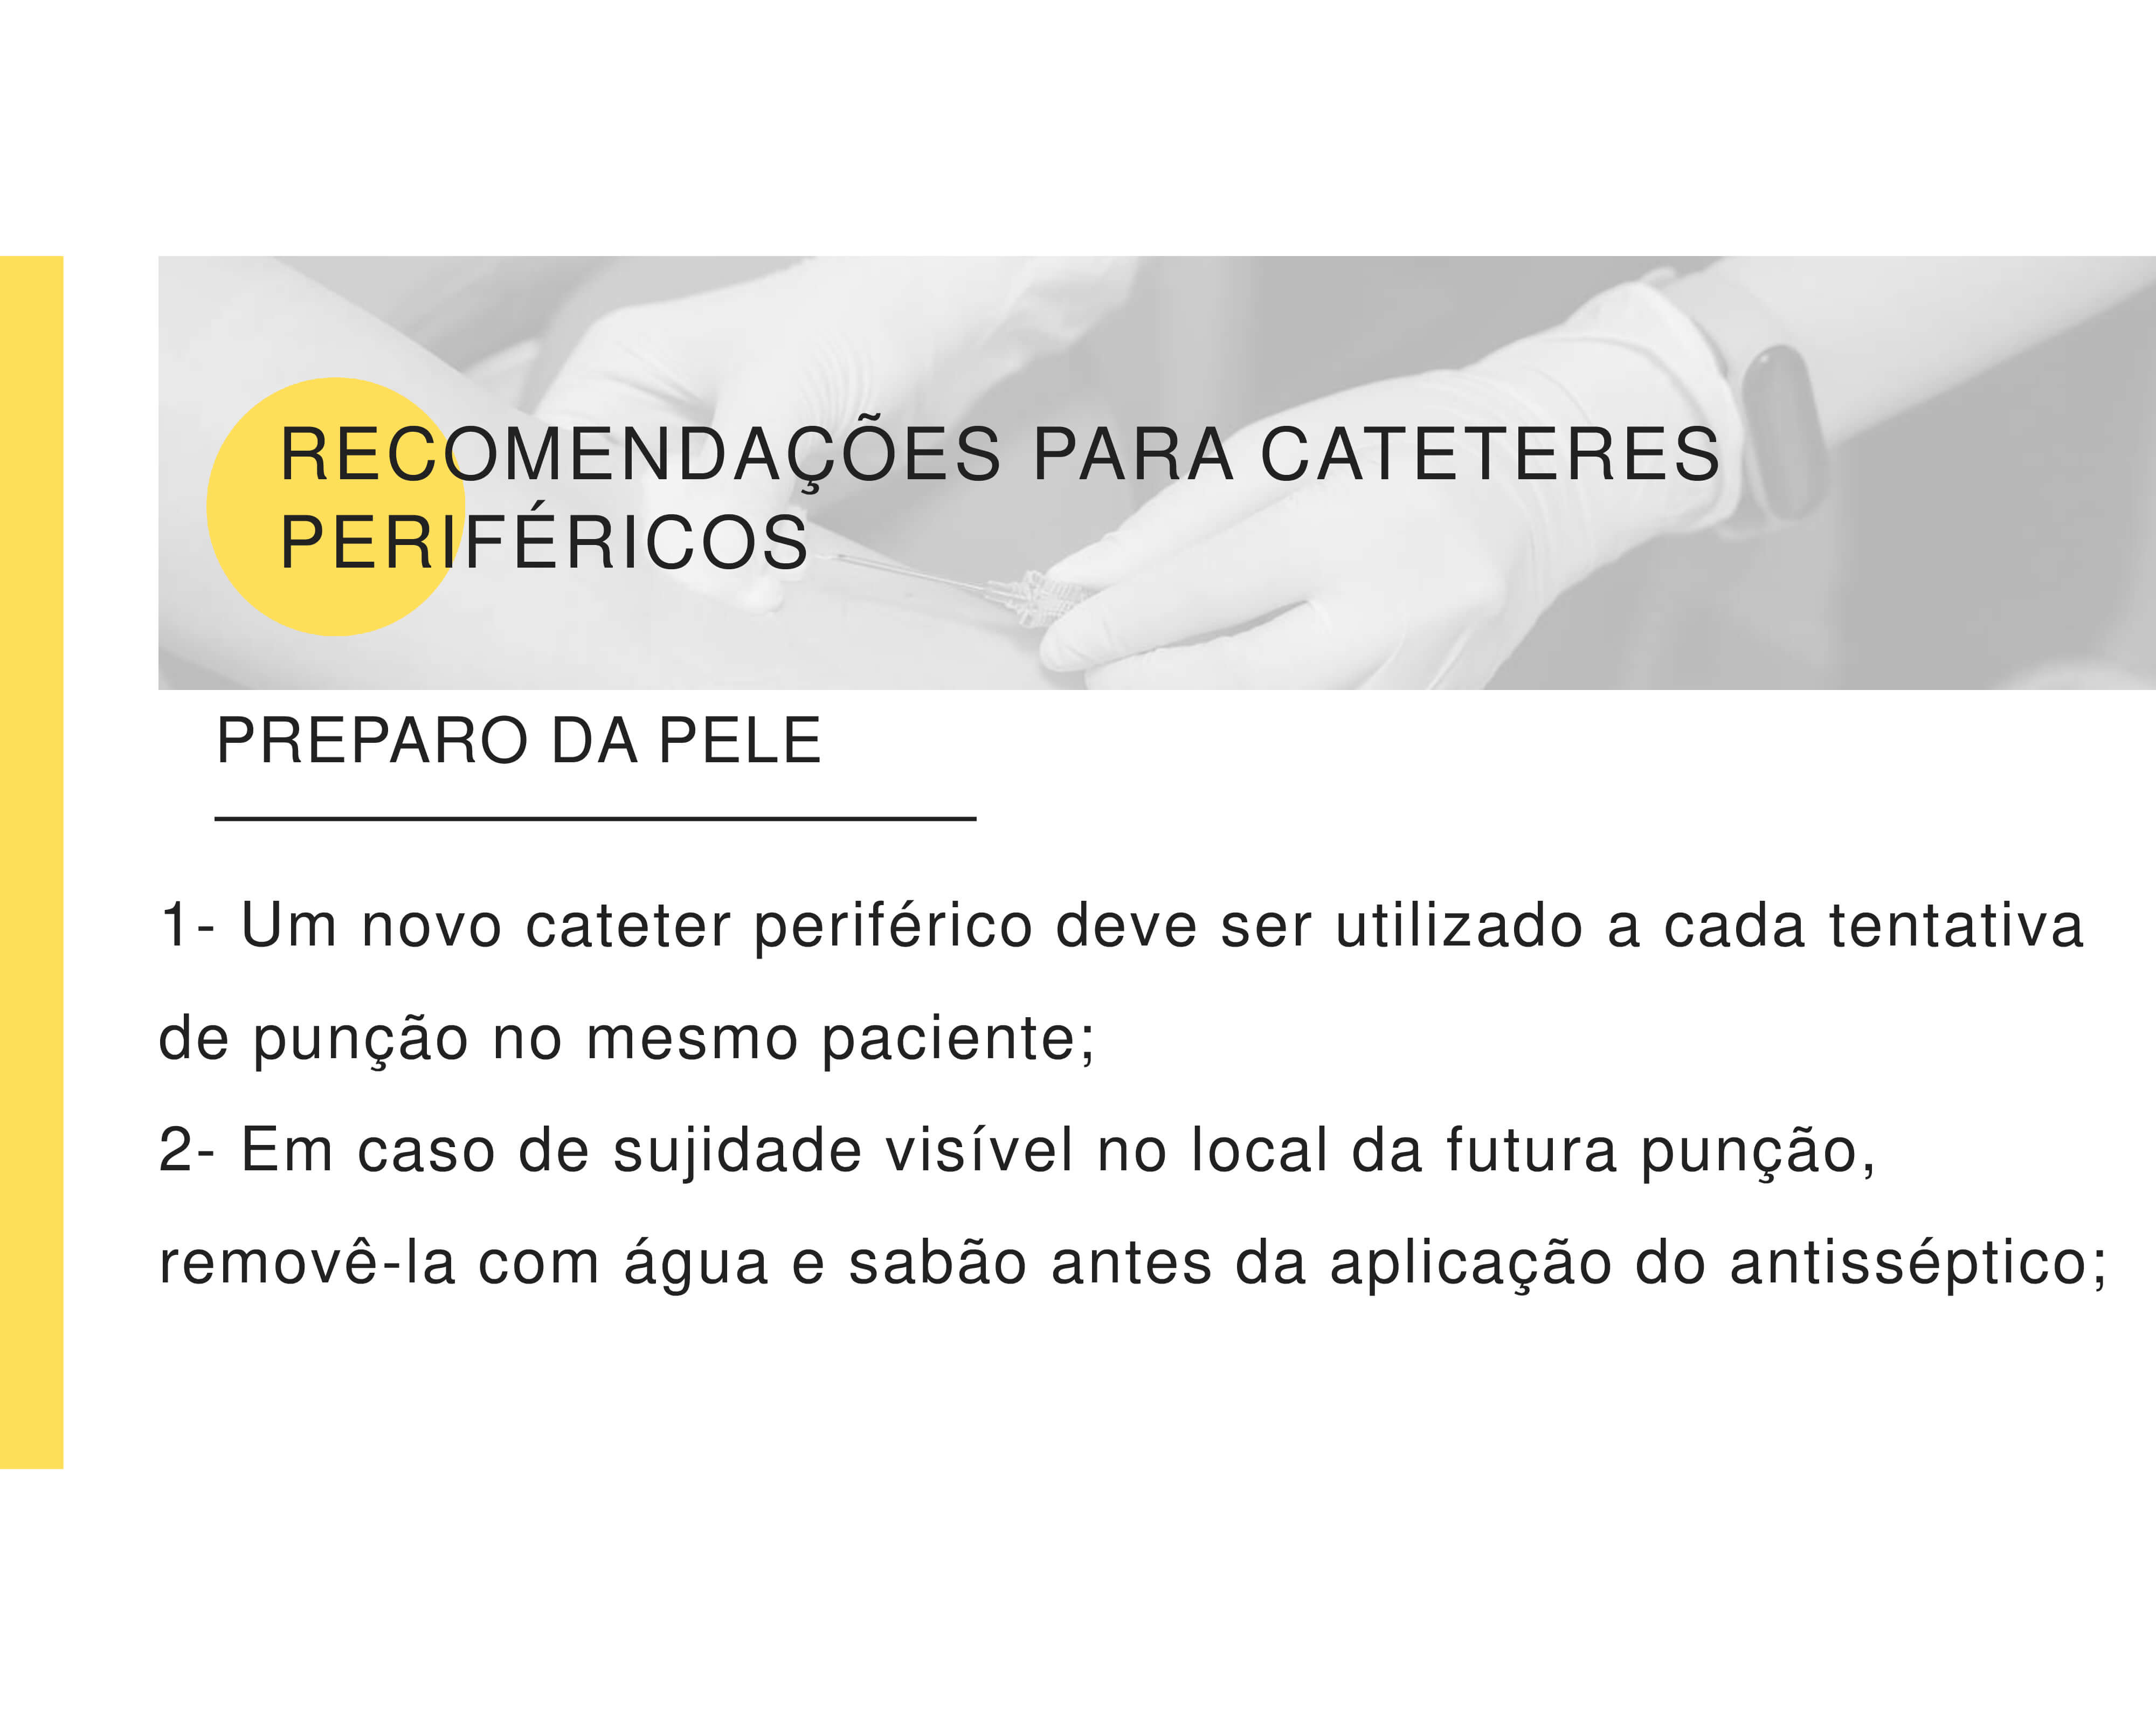 RECOMENDAÇÕES PARA CATETERES
PERIFÉRICOS
PREPARO DA PELE
1- Um novo cateter periférico deve ser utilizado a cada tentativa
de punção no mesmo paciente;
2- Em caso de sujidade visível no local da futura punção,
removê-la com água e sabão antes da aplicação do antisséptico;